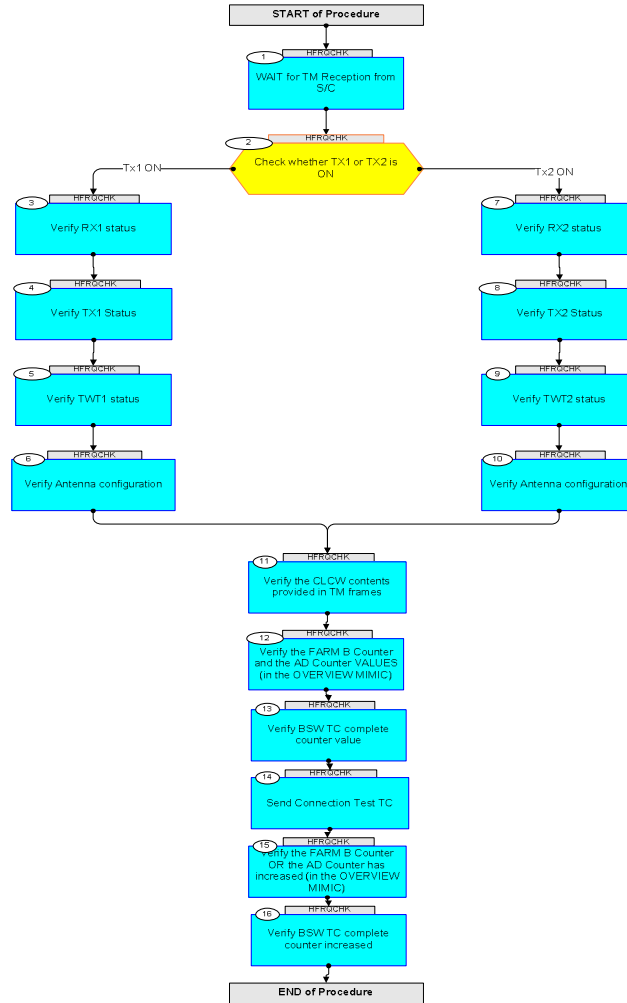 START of Procedure
HFRQCHK
1
WAIT for TM Reception from
S/C
HFRQCHK
2
Check whether TX1 or TX2 is
ON
Tx1 ON
Tx2 ON
HFRQCHK
3
Verify RX1 status
HFRQCHK
4
Verify TX1 Status
HFRQCHK
5
Verify TWT1 status
HFRQCHK
6
Verify Antenna configuration
HFRQCHK
7
Verify RX2 status
HFRQCHK
8
Verify TX2 Status
HFRQCHK
9
Verify TWT2 status
HFRQCHK
10
Verify Antenna configuration
HFRQCHK
11
Verify the CLCW contents
provided in TM frames
HFRQCHK
12
Verify the FARM B Counter
and the AD Counter VALUES
(in the OVERVIEW MIMIC)
HFRQCHK
13
Verify BSW TC complete
counter value
HFRQCHK
14
Send Connection Test TC
HFRQCHK
15
Verify the FARM B Counter
OR the AD Counter has
increased (in the OVERVIEW
MIMIC)
HFRQCHK
16
Verify BSW TC complete
counter increased
END of Procedure